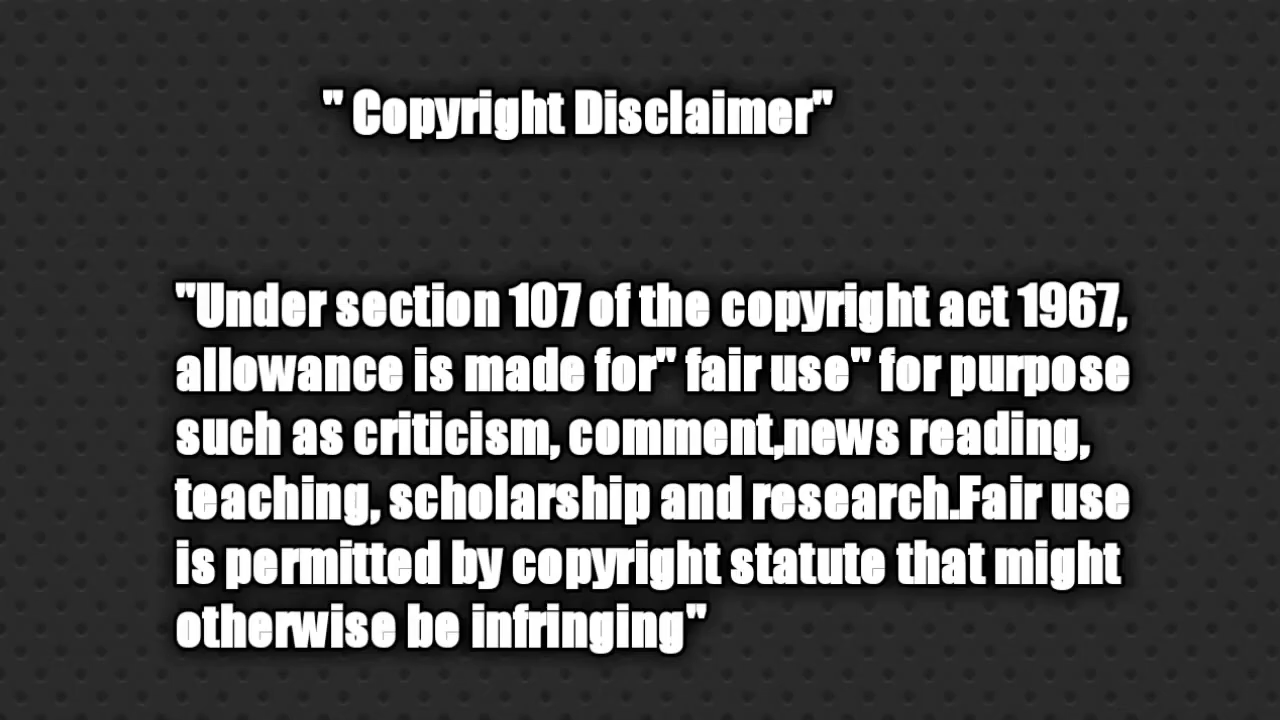 " Copyright Disclaimer"
"Under section 107 of the copyright act 1967,
allowance is made for" fair use" for purpose
such as criticism, comment,news reading,
teaching, scholarship and research.Fair use
is permitted by copyright statute that might
otherwise be infringing"